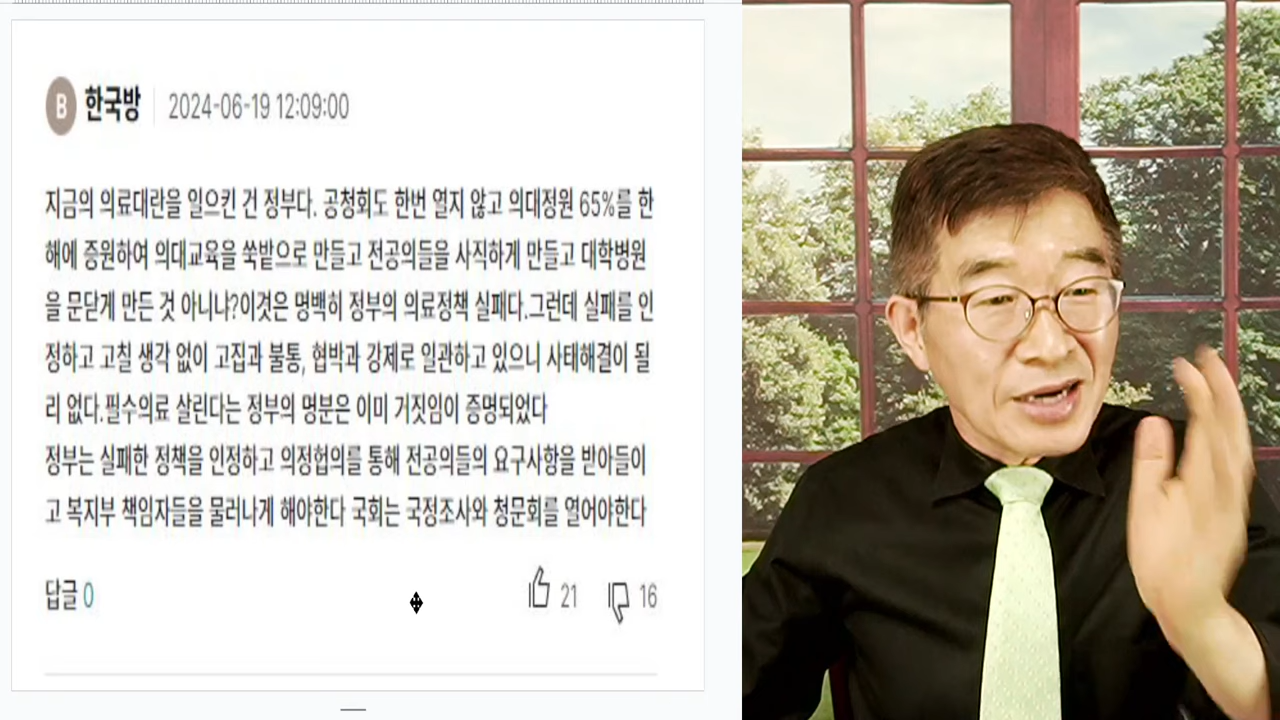 B 한국방 2024-06-19 12:09:00
지금의 의료대란을 일으킨 건 정부다. 공청회도 한번 열지 않고 의대정원 65%를 한
해에 증원하여 의대교육을 쑥밭으로 만들고 전공의들을 사직하게 만들고 대학병원
을 문닫게 만든 것 아니냐?이것은 명백히 정부의 의료정책 실패다.그런데 실패를 인
정하고 고칠 생각 없이 고집과 불통, 협박과 강제로 일관하고 있으니 사태해결이 될
리 없다.필수의료 살린다는 정부의 명분은 이미 거짓임이 증명되었다
정부는 실패한 정책을 인정하고 의정협의를 통해 전공의들의 요구사항을 받아들이
고 복지부 책임자들을 물러나게 해야한다 국회는 국정조사와 청문회를 열어야한다
답글 0 21 16